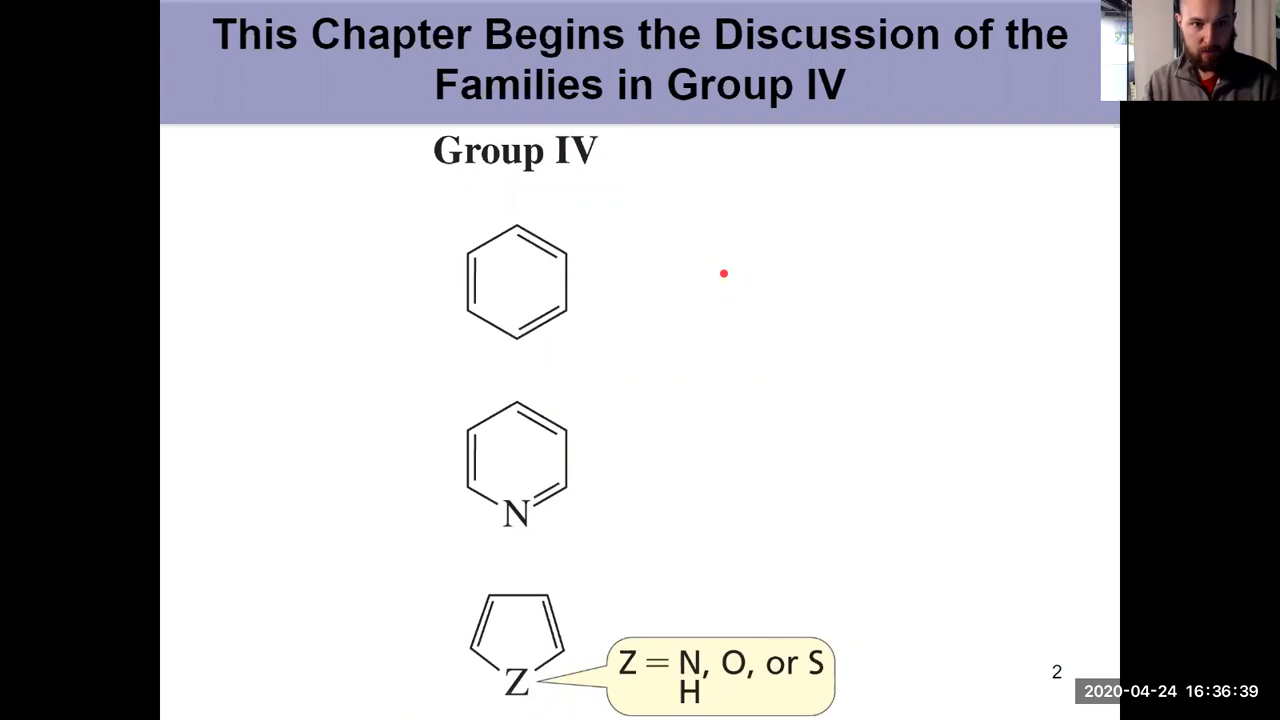 This Chapter Begins the Discussion of the
Families in Group IV
Group IV
N
Z
Z = N, O, or S
H
2
2020-04-24 16:36:39